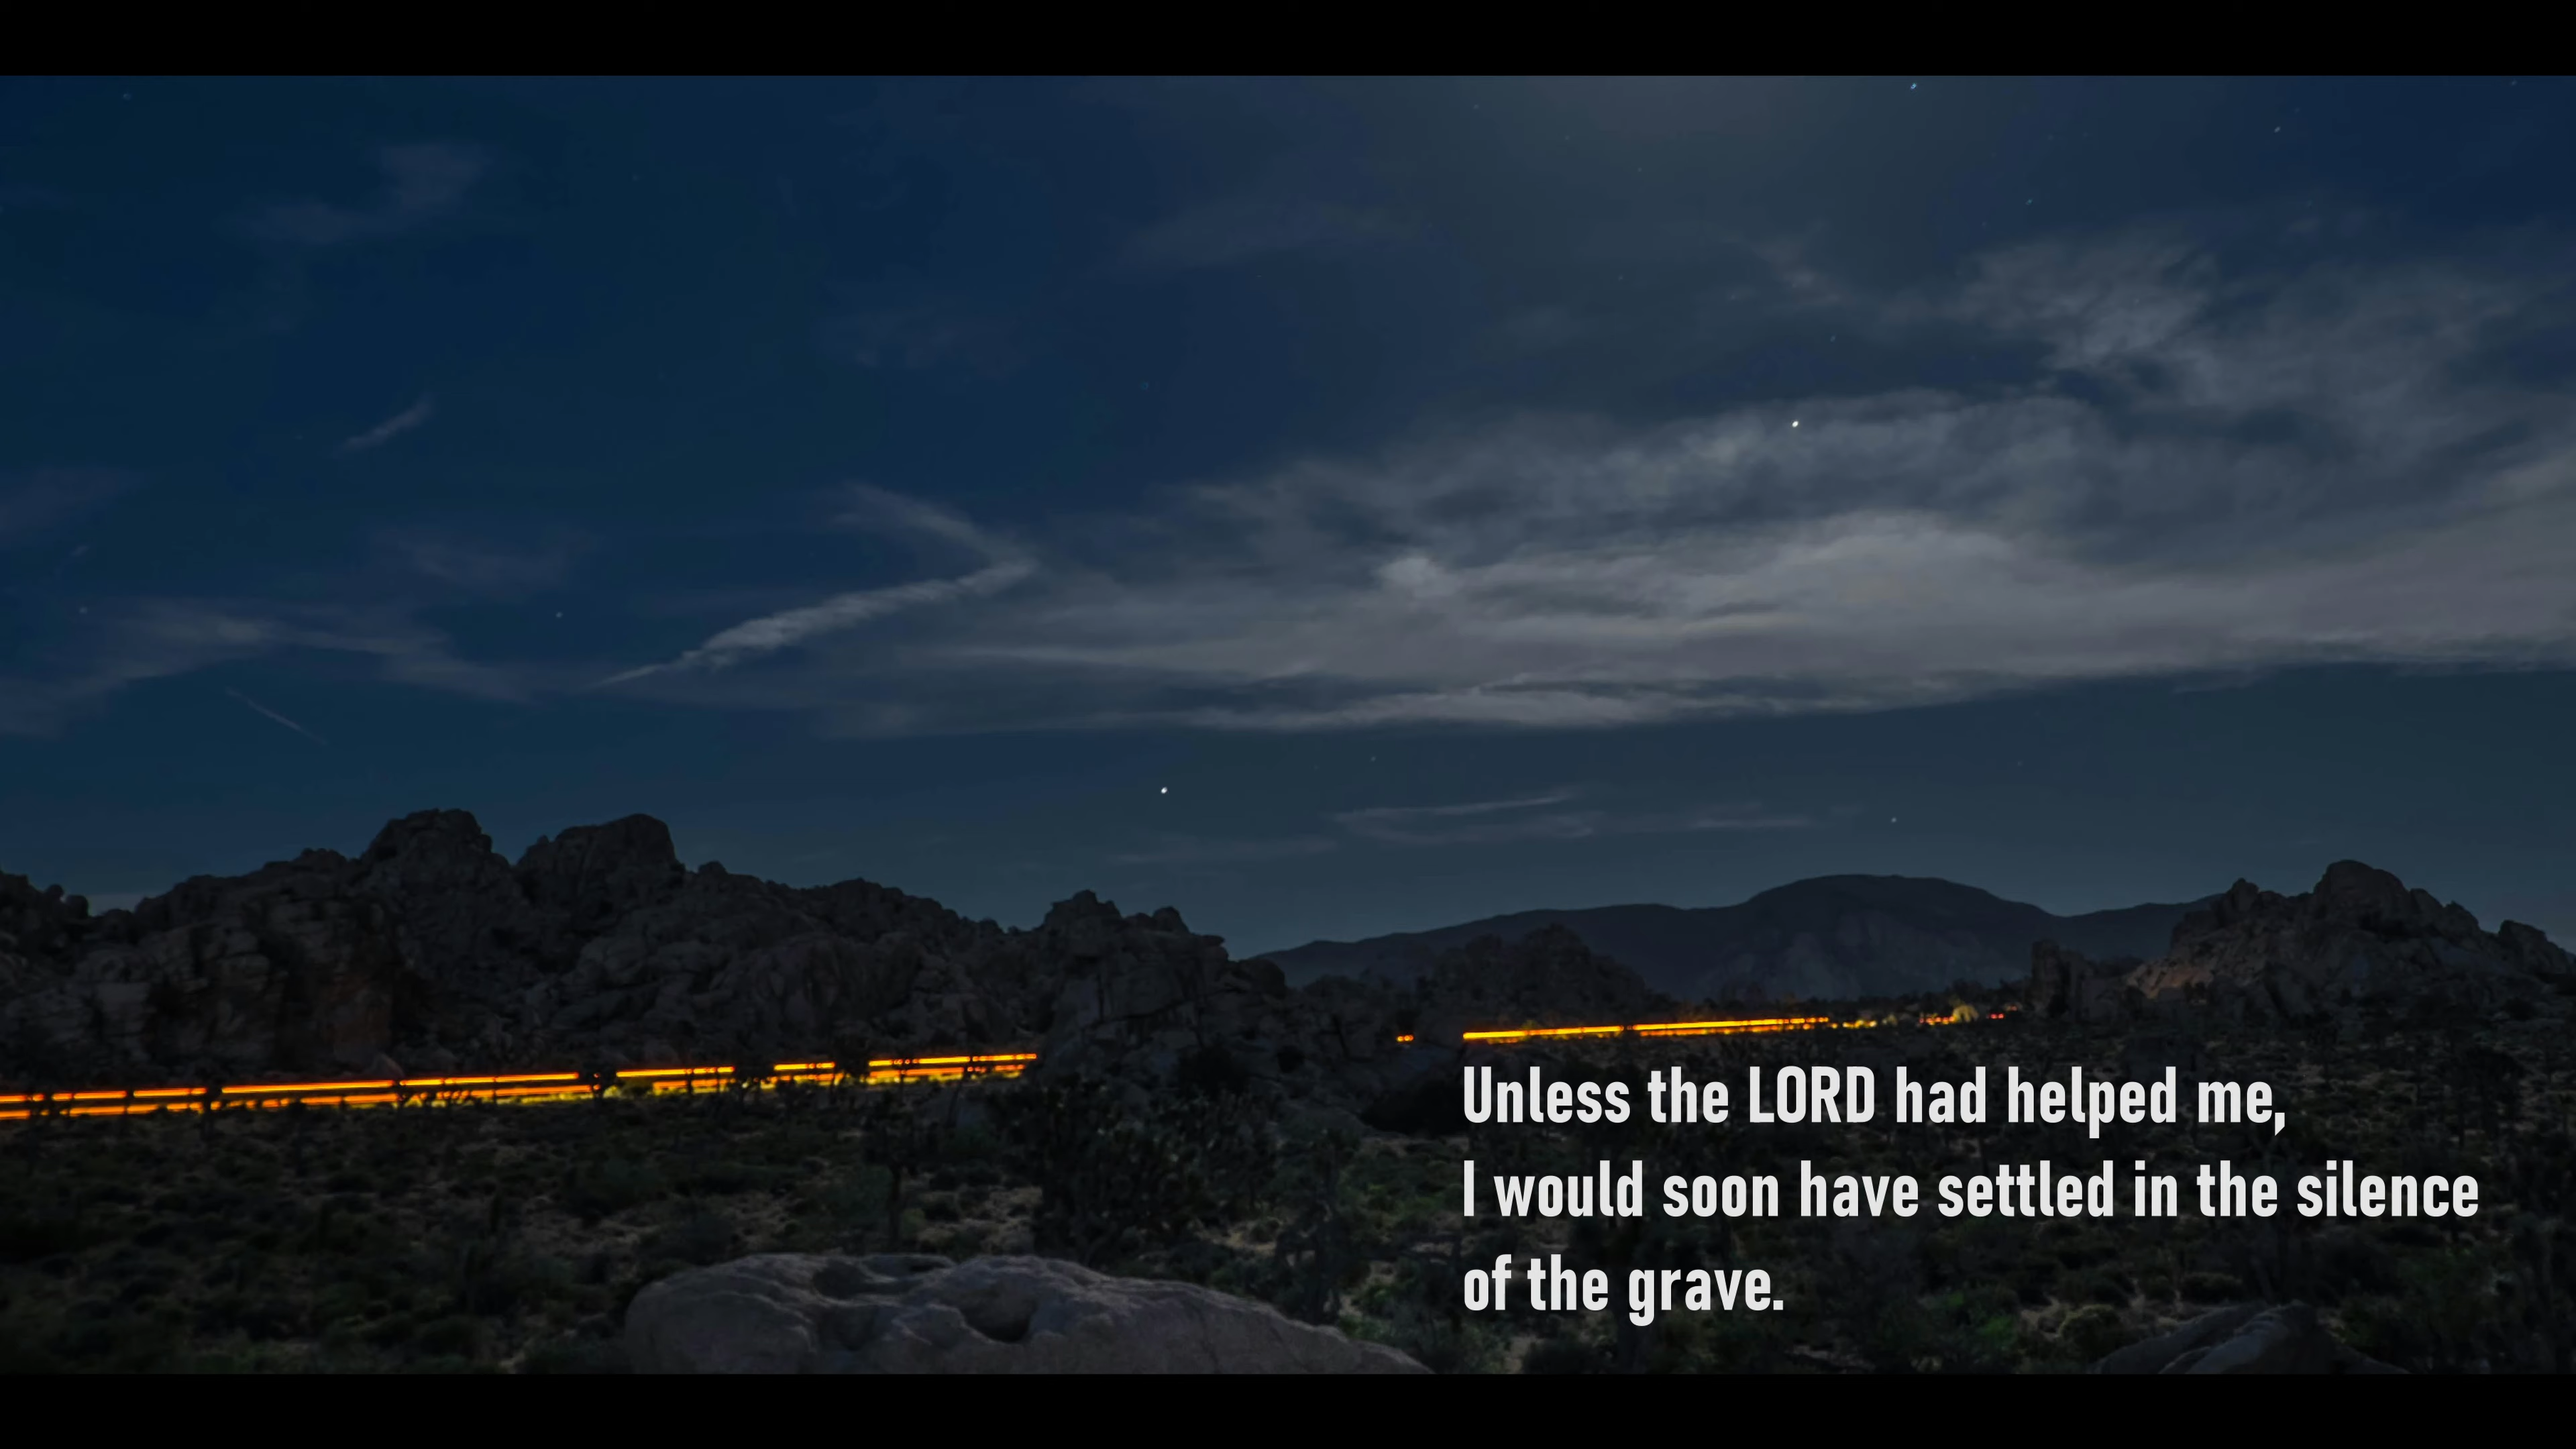 Unless the LORD had helped me,
I would soon have settled in the silence
of the grave.